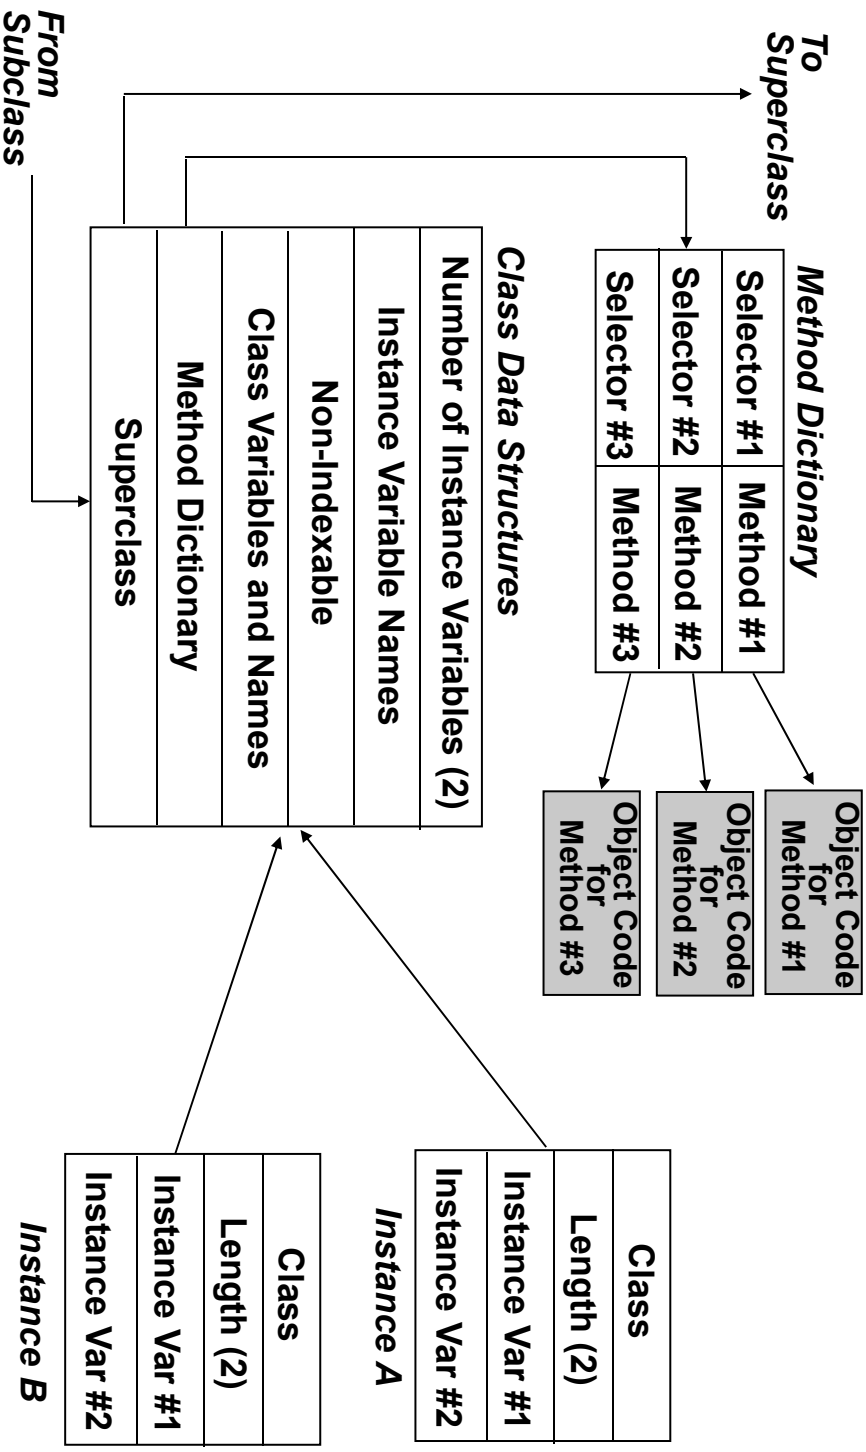 To
Superclass
Method Dictionary
Selector #1 Method #1
Selector #2 Method #2
Selector #3 Method #3
Object Code
for
Method #1
Object Code
for
Method #2
Object Code
for
Method #3
Class Data Structures
Number of Instance Variables (2)
Instance Variable Names
Non-Indexable
Class Variables and Names
Method Dictionary
Superclass
From
Subclass
Class
Length (2)
Instance Var #1
Instance Var #2
Instance A
Class
Length (2)
Instance Var #1
Instance Var #2
Instance B